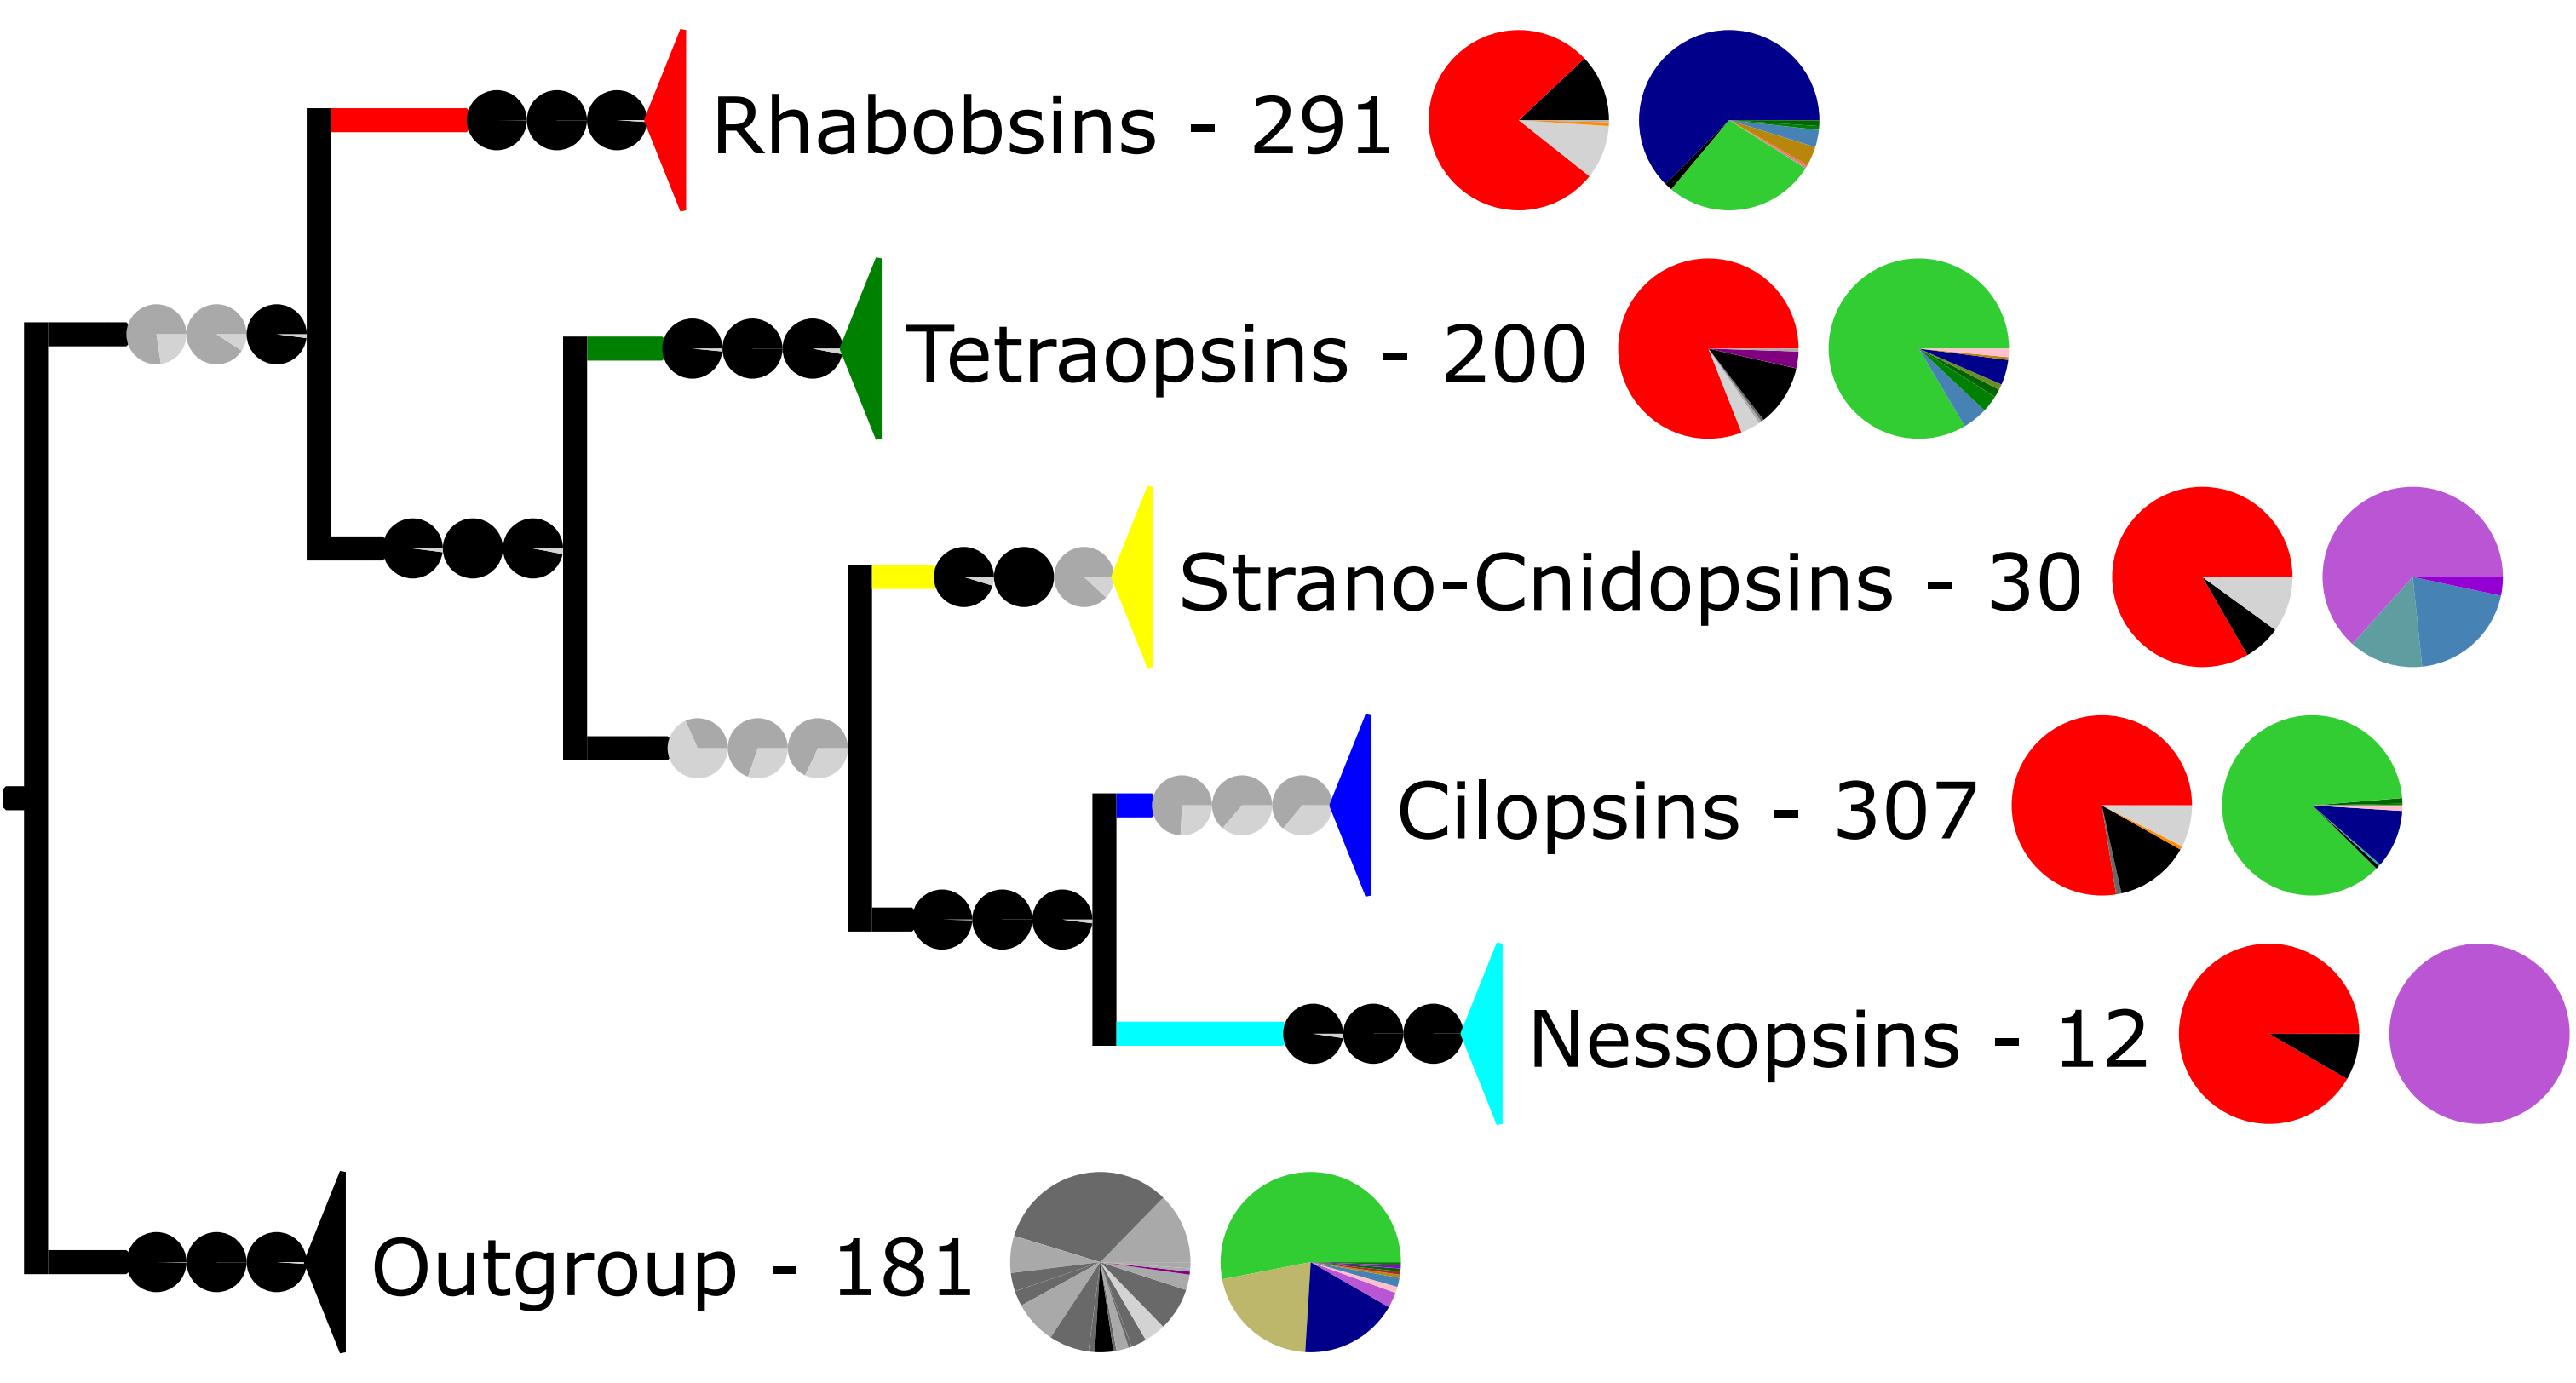 Rhabobsins - 291
Tetraopsins - 200
Strano-Cnidopsins - 30
Cilopsins - 307
Nessopsins - 12
Outgroup - 181